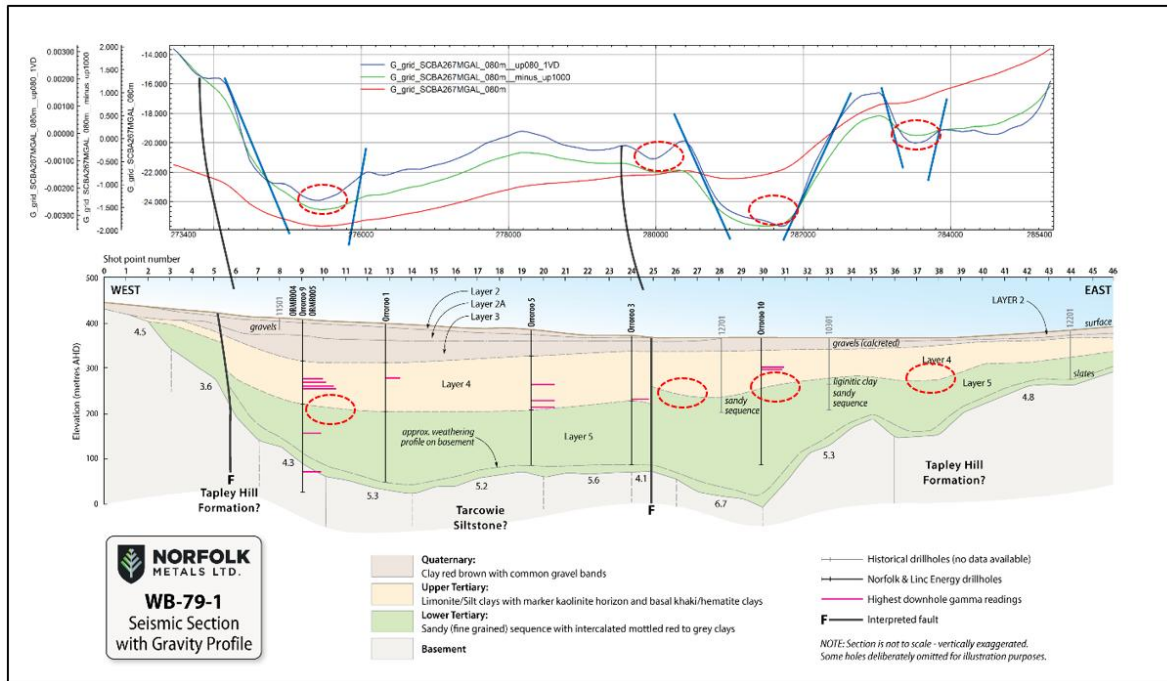 G_grid_SCBA267MGAL_080m__up080_1VD
G_grid_SCBA267MGAL_080m__minus_up1000
G_grid_SCBA267MGAL_080m
0.00300
0.00200
0.00100
0.00000
-0.00100
-0.00200
-0.00300
2.000
1.500
1.000
0.500
0.000
-0.500
-1.000
-1.500
-2.000
-14.000
-16.000
-18.000
-20.000
-22.000
-24.000
G_grid_SCBA267MGAL_080m__up080_1VD
G_grid_SCBA267MGAL_080m__minus_up1000
G_grid_SCBA267MGAL_080m
273400 276000 278000 280000 282000 284000 285400
Shot point number
0 1 2 3 4 5 6 7 8 9 10 11 12 13 14 15 16 17 18 19 20 21 22 23 24 25 26 27 28 29 30 31 32 33 34 35 36 37 38 39 40 41 42 43 44 45 46
500
400
300
200
100
0
Elevation (metres AHD)
WEST
EAST
11501
ORMR004
Orroroo 9
ORMR005
Orroroo 1
Orroroo 5
Orroroo 3
12701
Orroroo 10
10301
12201
Layer 2
Layer 2A
Layer 3
LAYER 2
surface
gravels
gravels (calcreted)
Layer 4
Layer 4
Layer 5
Layer 5
slates
sandy
sequence
lignitic clay
sandy
sequence
approx. weathering
profile on basement
4.5
3.6
4.3
5.3
5.2
5.6
4.1
6.7
5.3
4.8
F
Tapley Hill
Formation?
Tarcowie
Siltstone?
F
Tapley Hill
Formation?
NORFOLK
METALS LTD.
WB-79-1
Seismic Section
with Gravity Profile
Quaternary:
Clay red brown with common gravel bands
Upper Tertiary:
Limonite/Silt clays with marker kaolinite horizon and basal khaki/hematite clays
Lower Tertiary:
Sandy (fine grained) sequence with intercalated mottled red to grey clays
Basement
Historical drillholes (no data available)
Norfolk & Linc Energy drillholes
Highest downhole gamma readings
F Interpreted fault
NOTE: Section is not to scale - vertically exaggerated.
Some holes deliberately omitted for illustration purposes.